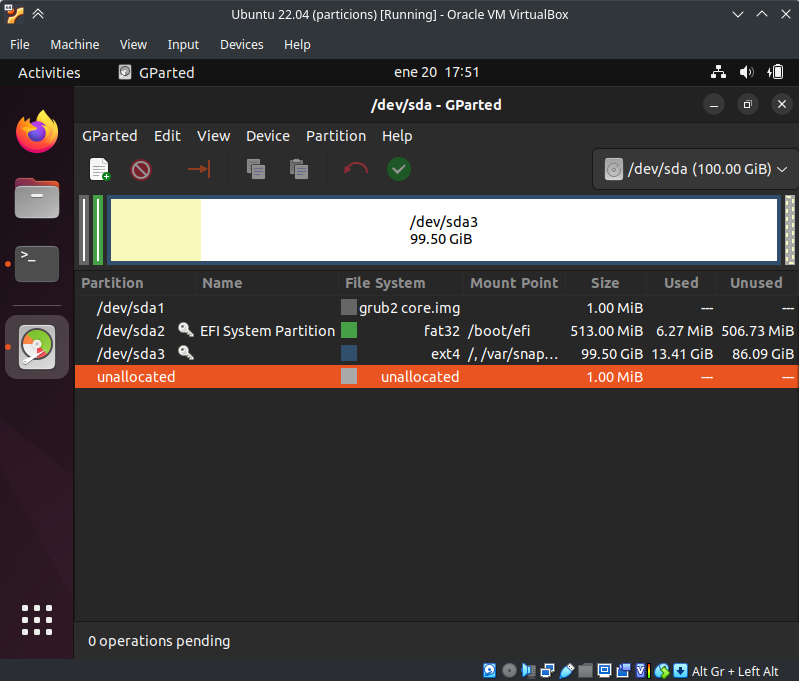 Ubuntu 22.04 (particions) [Running] - Oracle VM VirtualBox
File Machine View Input Devices Help
Activities GParted ene 20 17:51
/dev/sda - GParted
GParted Edit View Device Partition Help
/dev/sda (100.00 GiB)
/dev/sda3
99.50 GiB
Partition Name File System Mount Point Size Used Unused
/dev/sda1 grub2 core.img 1.00 MiB --- ---
/dev/sda2 EFI System Partition fat32 /boot/efi 513.00 MiB 6.27 MiB 506.73 MiB
/dev/sda3 ext4 /, /var/snap... 99.50 GiB 13.41 GiB 86.09 GiB
unallocated unallocated 1.00 MiB --- ---
0 operations pending
Alt Gr + Left Alt